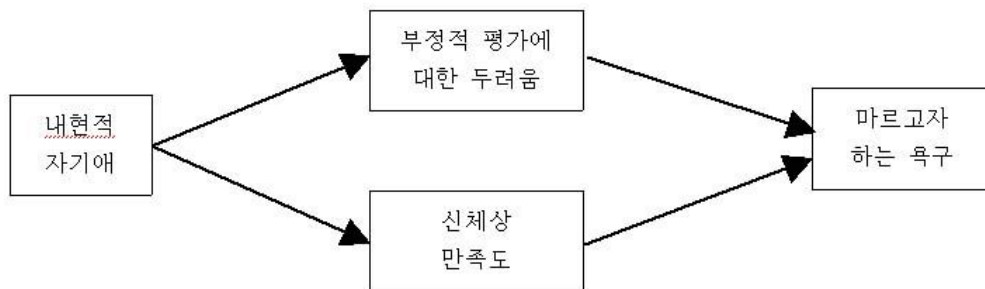 내현적
자기애
부정적 평가에
대한 두려움
신체상
만족도
마르고자
하는 욕구